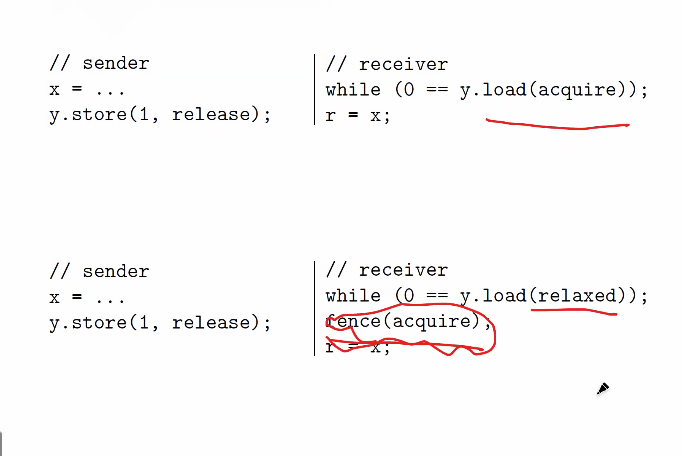 // sender
x = ...
y.store(1, release);
// receiver
while (0 == y.load(acquire));
r = x;
// sender
x = ...
y.store(1, release);
// receiver
while (0 == y.load(relaxed));
fence(acquire);
r = x;